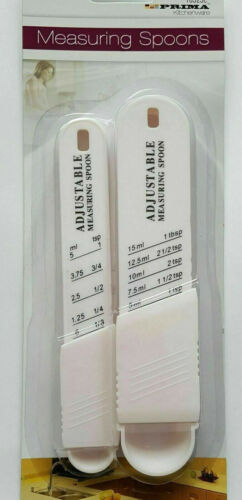 PRIMA
Kitchenware
Measuring Spoons
ADJUSTABLE
MEASURING SPOON
ml tsp
5 1
3.75 3/4
2.5 1/2
1.25 1/4
1/8
ADJUSTABLE
MEASURING SPOON
15ml 1 tbsp
12.5ml 2 1/2 tsp
10ml 2 tsp
7.5ml 1 1/2 tsp